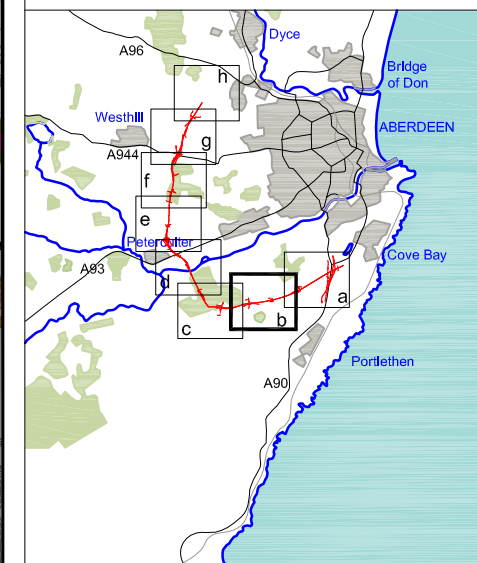 Dyce
A96
Bridge
of Don
h
Westhill
ABERDEEN
g
A944
f
e
Peterculter
Cove Bay
A93
d
a
c
b
Portlethen
A90